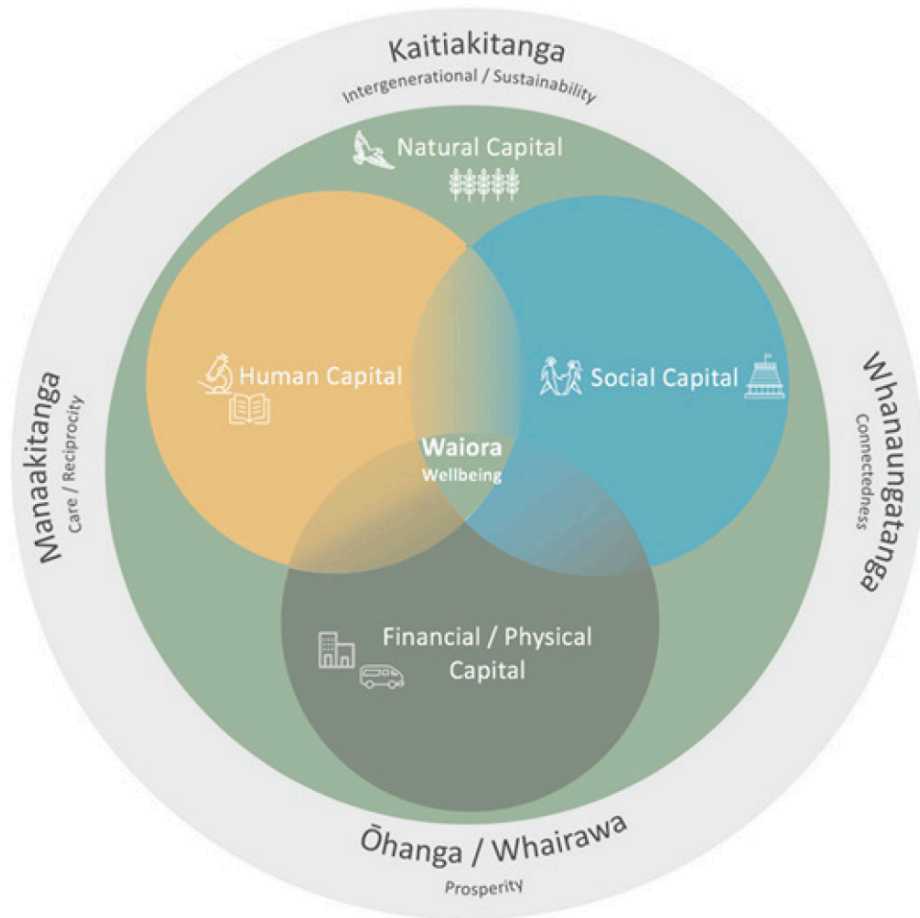 Kaitiakitanga
Intergenerational / Sustainability
Natural Capital
Human Capital
Social Capital
Waiora
Wellbeing
Manaakitanga
Care / Reciprocity
Whanaungatanga
Connectedness
Financial / Physical
Capital
Ōhanga / Whairawa
Prosperity